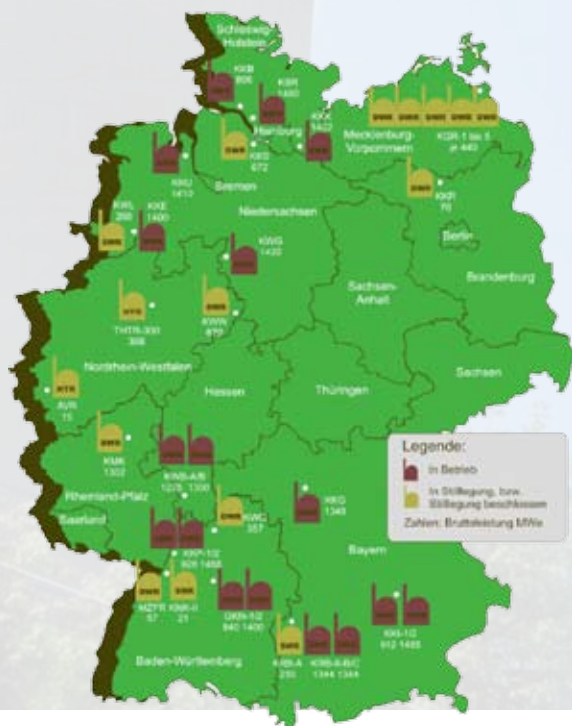 Schleswig-
Holstein
KKB
806
KBR
1480
Hamburg
KKK
1402
Mecklenburg-
Vorpommern
KGR-1 bis 5
je 440
KKS
672
KKU
1410
Bremen
KKR
70
KWL
268
KKE
1400
Niedersachsen
Berlin
KWG
1430
Brandenburg
Sachsen-
Anhalt
THTR-300
308
KWW
670
Nordrhein-Westfalen
Sachsen
Hessen
Thüringen
HTR
AVR
15
KMK
1302
KWB-A/B
1225 1300
Rheinland-Pfalz
Saarland
KWO
357
KKG
1345
Bayern
KKP-1/2
926 1458
MZFR
57
KNK-II
21
GKN-1/2
840 1400
KKI-1/2
912 1485
KRB-A
250
KRB-II-B/C
1344 1344
Baden-Württemberg
Legende:
In Betrieb
In Stilllegung, bzw.
Stilllegung beschlossen
Zahlen: Bruttoleistung MWe